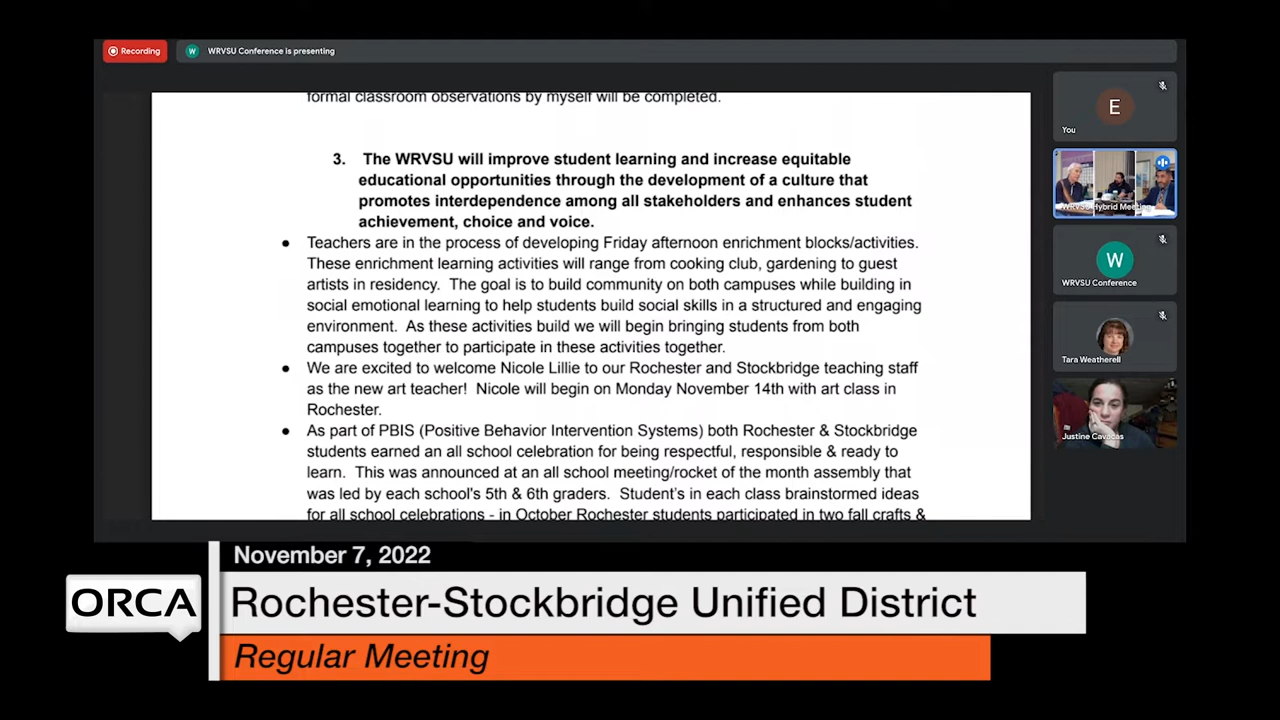 Recording
W
WRVSU Conference is presenting
formal classroom observations by myself will be completed.
3. The WRVSU will improve student learning and increase equitable
educational opportunities through the development of a culture that
promotes interdependence among all stakeholders and enhances student
achievement, choice and voice.
● Teachers are in the process of developing Friday afternoon enrichment blocks/activities.
These enrichment learning activities will range from cooking club, gardening to guest
artists in residency. The goal is to build community on both campuses while building in
social emotional learning to help students build social skills in a structured and engaging
environment. As these activities build we will begin bringing students from both
campuses together to participate in these activities together.
● We are excited to welcome Nicole Lillie to our Rochester and Stockbridge teaching staff
as the new art teacher! Nicole will begin on Monday November 14th with art class in
Rochester.
● As part of PBIS (Positive Behavior Intervention Systems) both Rochester & Stockbridge
students earned an all school celebration for being respectful, responsible & ready to
learn. This was announced at an all school meeting/rocket of the month assembly that
was led by each school's 5th & 6th graders. Student's in each class brainstormed ideas
for all school celebrations - in October Rochester students participated in two fall crafts &
E
You
WRVSU Hybrid Meeting
W
WRVSU Conference
Tara Weatherell
Justine Cavacas
November 7, 2022
ORCA
Rochester-Stockbridge Unified District
Regular Meeting